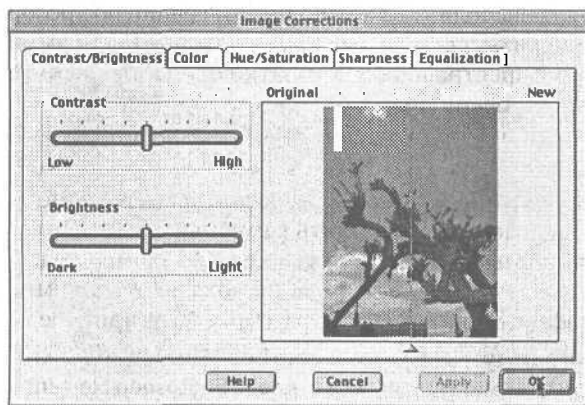 Image Corrections
Contrast/Brightness Color Hue/Saturation Sharpness Equalization
Contrast
Low High
Brightness
Dark Light
Original New
Help Cancel Apply OK